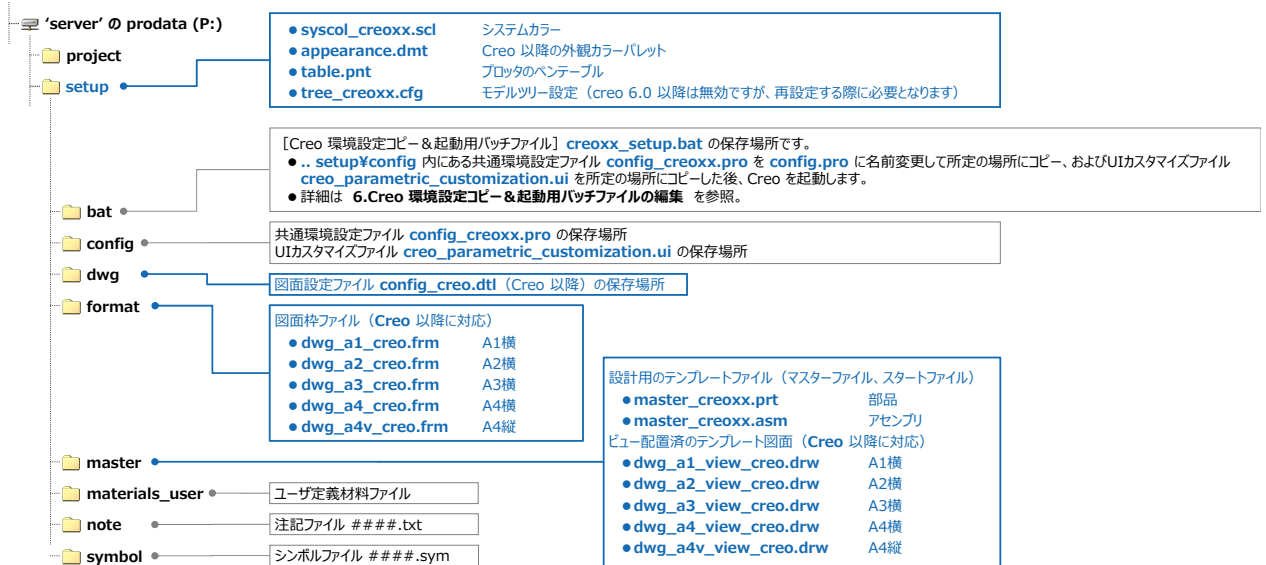 ‘server’ の prodata (P:)
project
setup
● syscol_creoxx.scl システムカラー
● appearance.dmt Creo 以降の外観カラーパレット
● table.pnt プロッタのペンテーブル
● tree_creoxx.cfg モデルツリー設定（creo 6.0 以降は無効ですが、再設定する際に必要となります）
bat
［Creo 環境設定コピー＆起動用バッチファイル］creoxx_setup.bat の保存場所です。
● .. setup¥config 内にある共通環境設定ファイル config_creoxx.pro を config.pro に名前変更して所定の場所にコピー、およびUIカスタマイズファイル
creo_parametric_customization.ui を所定の場所にコピーした後、Creo を起動します。
● 詳細は 6.Creo 環境設定コピー＆起動用バッチファイルの編集 を参照。
config
共通環境設定ファイル config_creoxx.pro の保存場所
UIカスタマイズファイル creo_parametric_customization.ui の保存場所
dwg
図面設定ファイル config_creo.dtl（Creo 以降）の保存場所
format
図面枠ファイル（Creo 以降に対応）
● dwg_a1_creo.frm A1横
● dwg_a2_creo.frm A2横
● dwg_a3_creo.frm A3横
● dwg_a4_creo.frm A4横
● dwg_a4v_creo.frm A4縦
master
設計用のテンプレートファイル（マスターファイル、スタートファイル）
● master_creoxx.prt 部品
● master_creoxx.asm アセンブリ
ビュー配置済のテンプレート図面（Creo 以降に対応）
● dwg_a1_view_creo.drw A1横
● dwg_a2_view_creo.drw A2横
● dwg_a3_view_creo.drw A3横
● dwg_a4_view_creo.drw A4横
● dwg_a4v_view_creo.drw A4縦
materials_user
ユーザ定義材料ファイル
note
注記ファイル ####.txt
symbol
シンボルファイル ####.sym